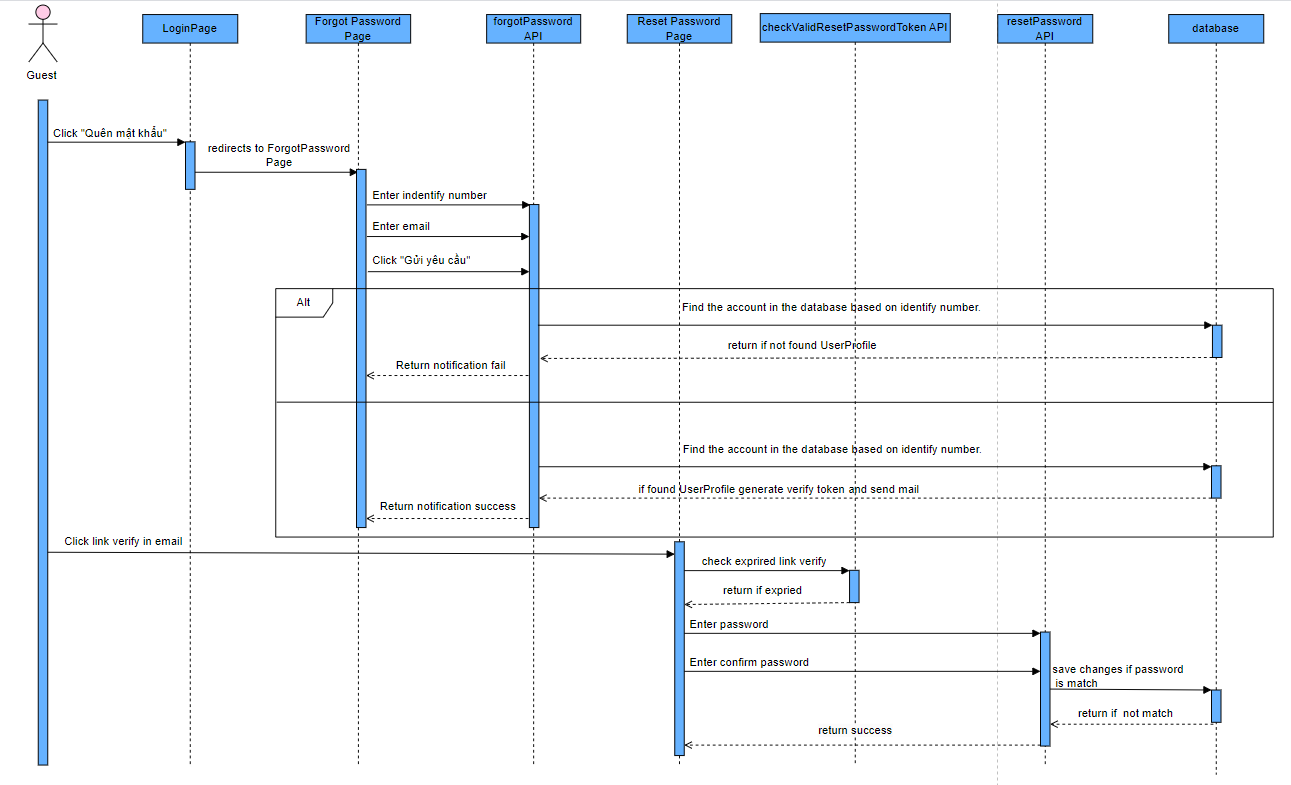 Guest
LoginPage
Forgot Password
Page
forgotPassword
API
Reset Password
Page
checkValidResetPasswordToken API
resetPassword
API
database
Click "Quên mật khẩu"
redirects to ForgotPassword
Page
Enter indentify number
Enter email
Click "Gửi yêu cầu"
Alt
Find the account in the database based on identify number.
return if not found UserProfile
Return notification fail
Find the account in the database based on identify number.
if found UserProfile generate verify token and send mail
Return notification success
Click link verify in email
check exprired link verify
return if expried
Enter password
Enter confirm password
save changes if password
is match
return if  not match
return success